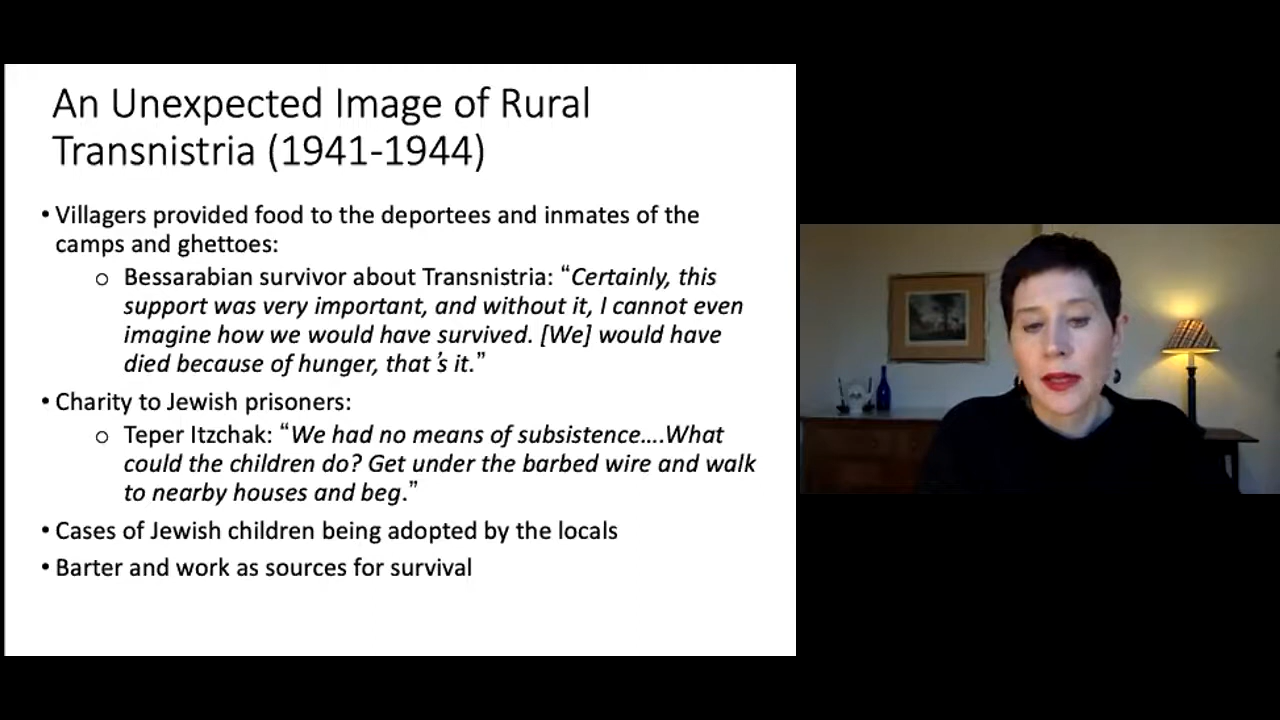 An Unexpected Image of Rural
Transnistria (1941-1944)
• Villagers provided food to the deportees and inmates of the
camps and ghettoes:
o Bessarabian survivor about Transnistria: “Certainly, this
support was very important, and without it, I cannot even
imagine how we would have survived. [We] would have
died because of hunger, that’s it.”
• Charity to Jewish prisoners:
o Teper Itzchak: “We had no means of subsistence….What
could the children do? Get under the barbed wire and walk
to nearby houses and beg.”
• Cases of Jewish children being adopted by the locals
• Barter and work as sources for survival